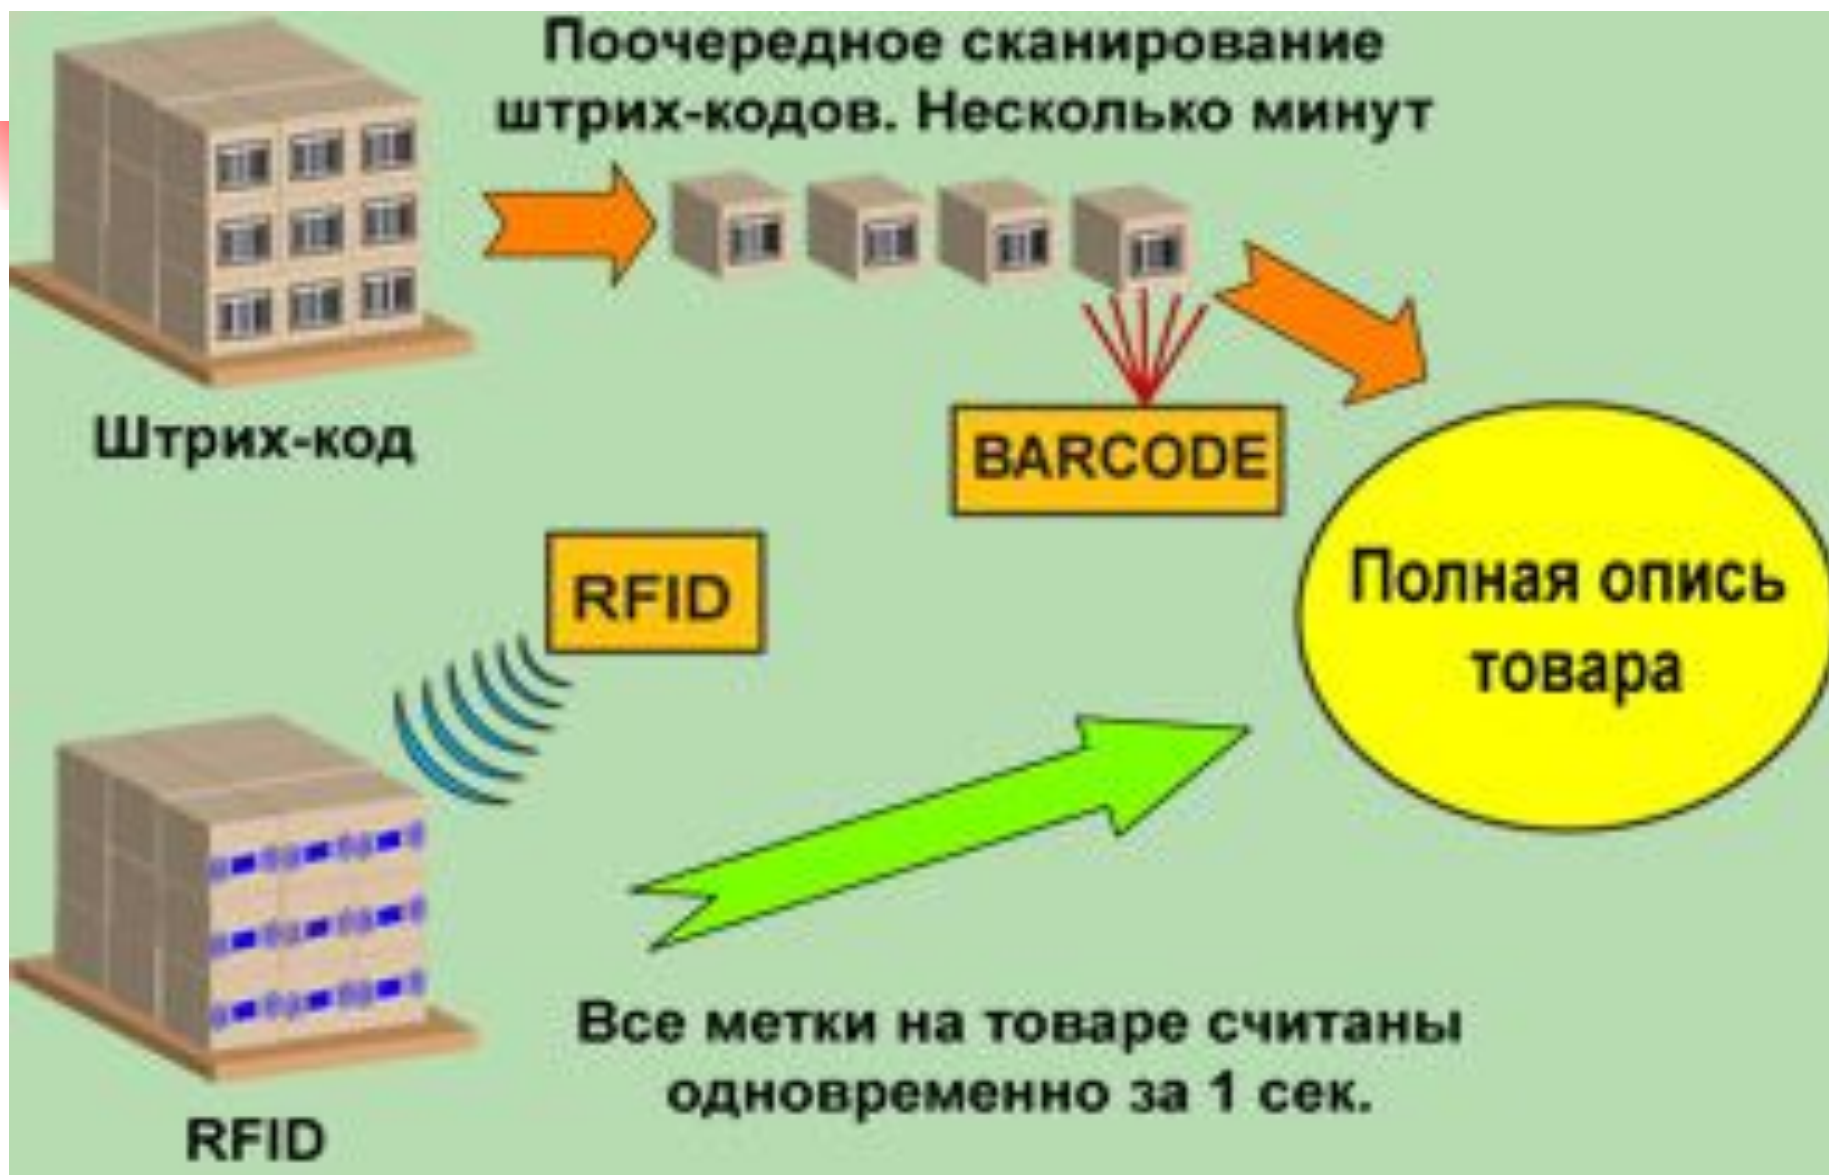 Поочередное сканирование
штрих-кодов. Несколько минут
Штрих-код
BARCODE
RFID
Полная опись
товара
Все метки на товаре считаны
одновременно за 1 сек.
RFID